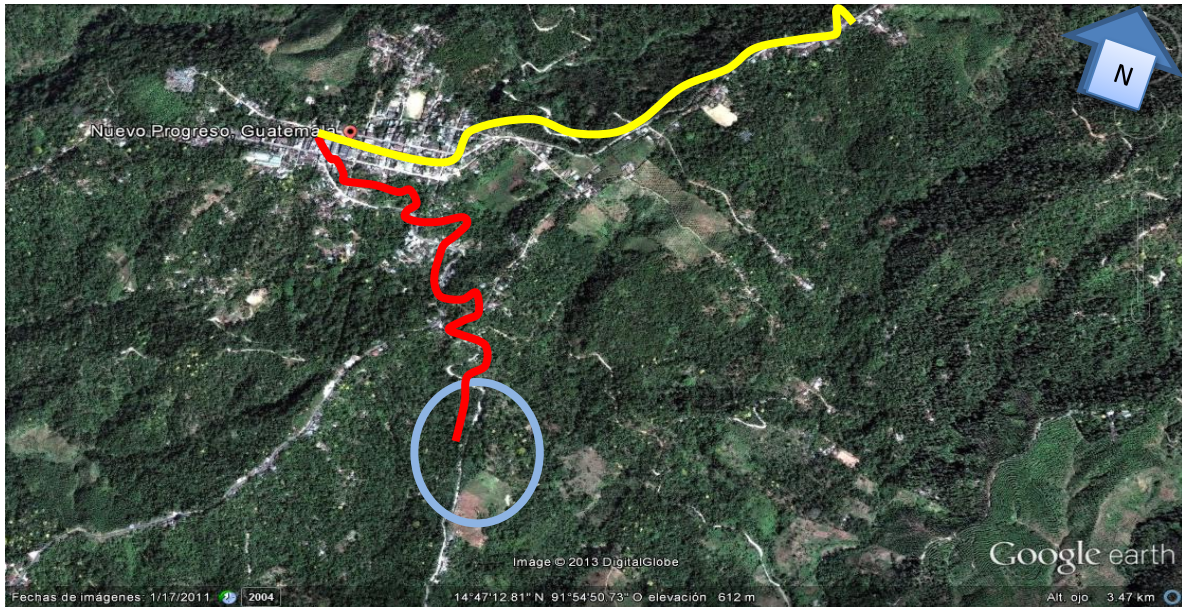 N
Nuevo Progreso, Guatemala
Image © 2013 DigitalGlobe
Google earth
Fechas de imágenes: 1/17/2011 2004 14°47'12.81" N 91°54'50.73" O elevación 612 m Alt. ojo 3.47 km